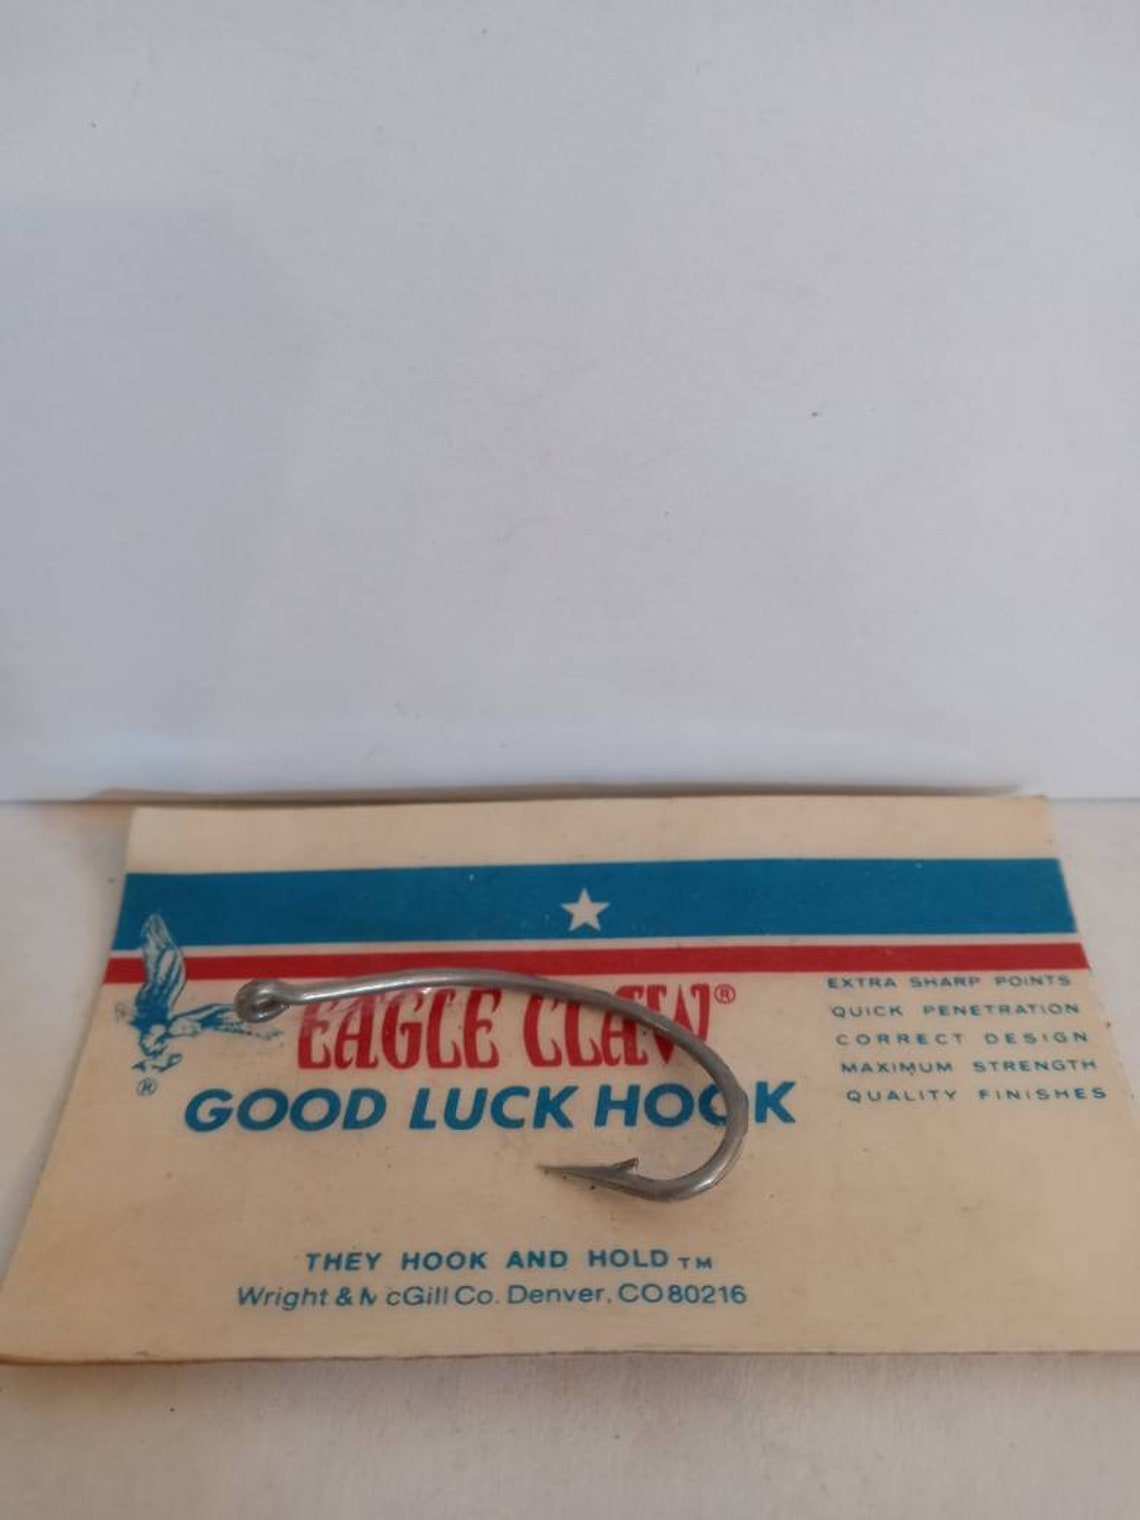 EAGLE CLAW®
GOOD LUCK HOOK
®
EXTRA SHARP POINTS
QUICK PENETRATION
CORRECT DESIGN
MAXIMUM STRENGTH
QUALITY FINISHES
THEY HOOK AND HOLD TM
Wright & McGill Co. Denver, CO 80216